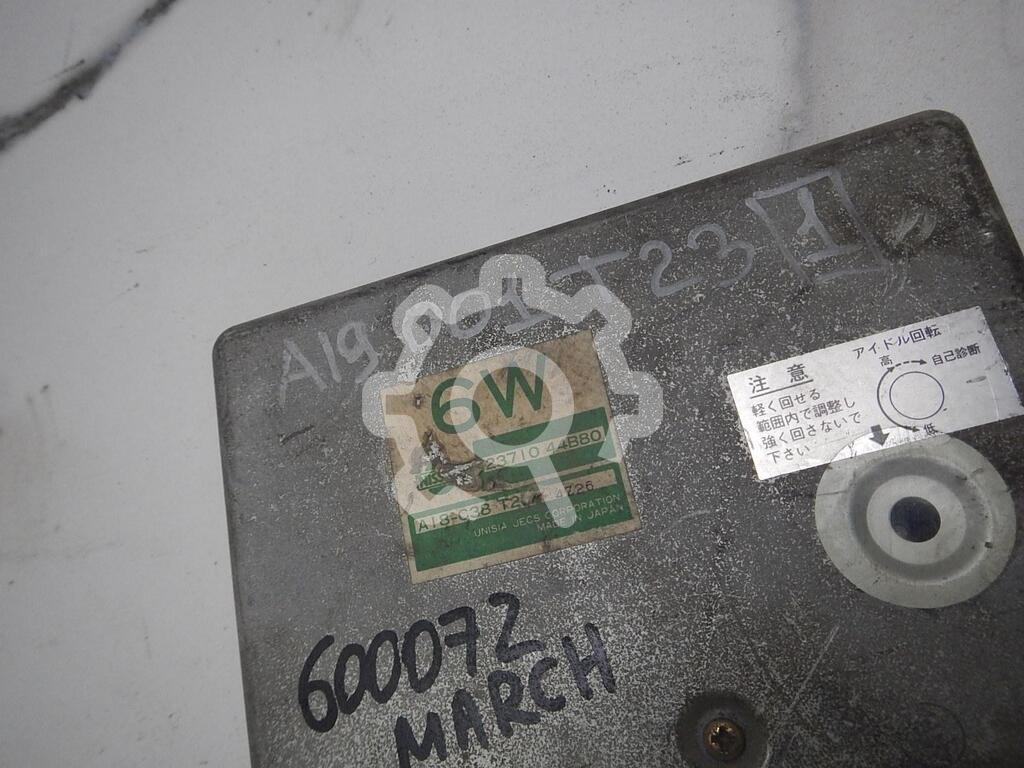 A19 001 T23 1
アイドル回転
高 自己診断
注意
軽く回せる
範囲内で調整し
強く回さないで
下さい
低
6W
23710 44B80
A18-C38 4726
UNISIA JECS CORPORATION
MADE IN JAPAN
600072
MARCH